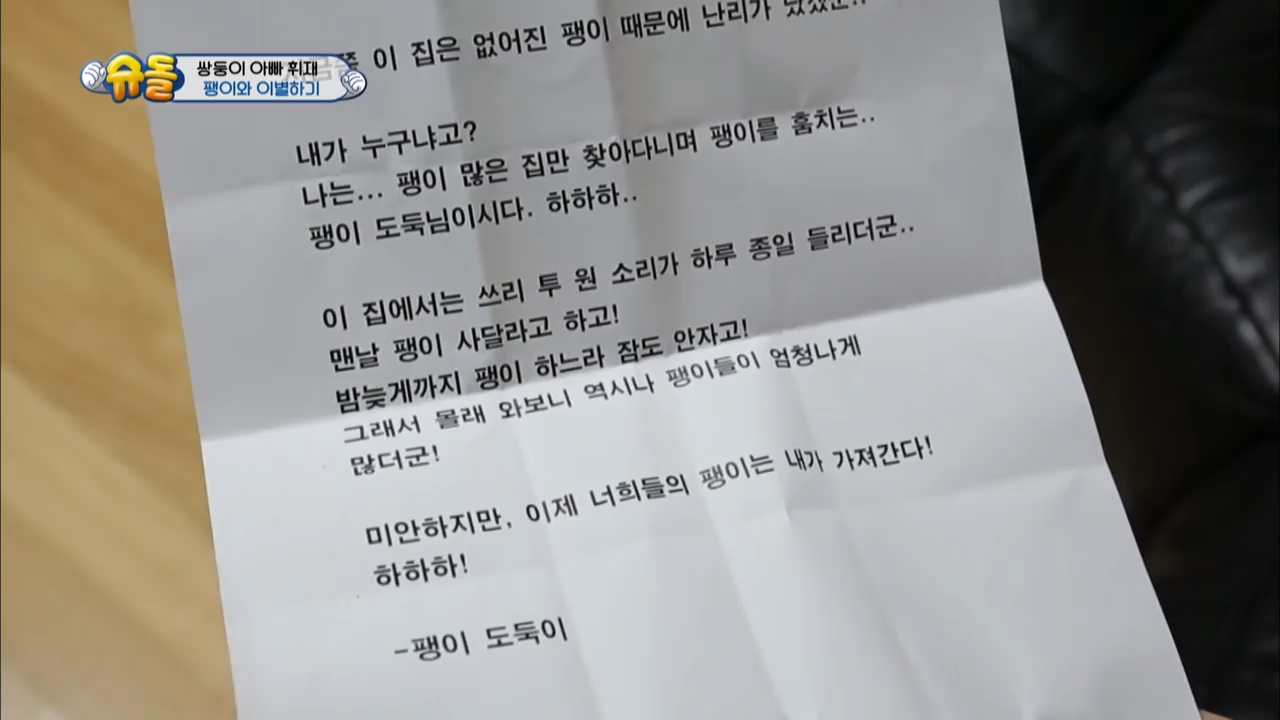 슈돌
쌍둥이 아빠 휘재
팽이와 이별하기
이 집은 없어진 팽이 때문에 난리가
내가 누구냐고?
나는... 팽이 많은 집만 찾아다니며 팽이를 훔치는..
팽이 도둑님이시다. 하하하..
이 집에서는 쓰리 투 원 소리가 하루 종일 들리더군..
맨날 팽이 사달라고 하고!
밤늦게까지 팽이 하느라 잠도 안자고!
그래서 몰래 와보니 역시나 팽이들이 엄청나게
많더군!
미안하지만, 이제 너희들의 팽이는 내가 가져간다!
하하하!
-팽이 도둑이